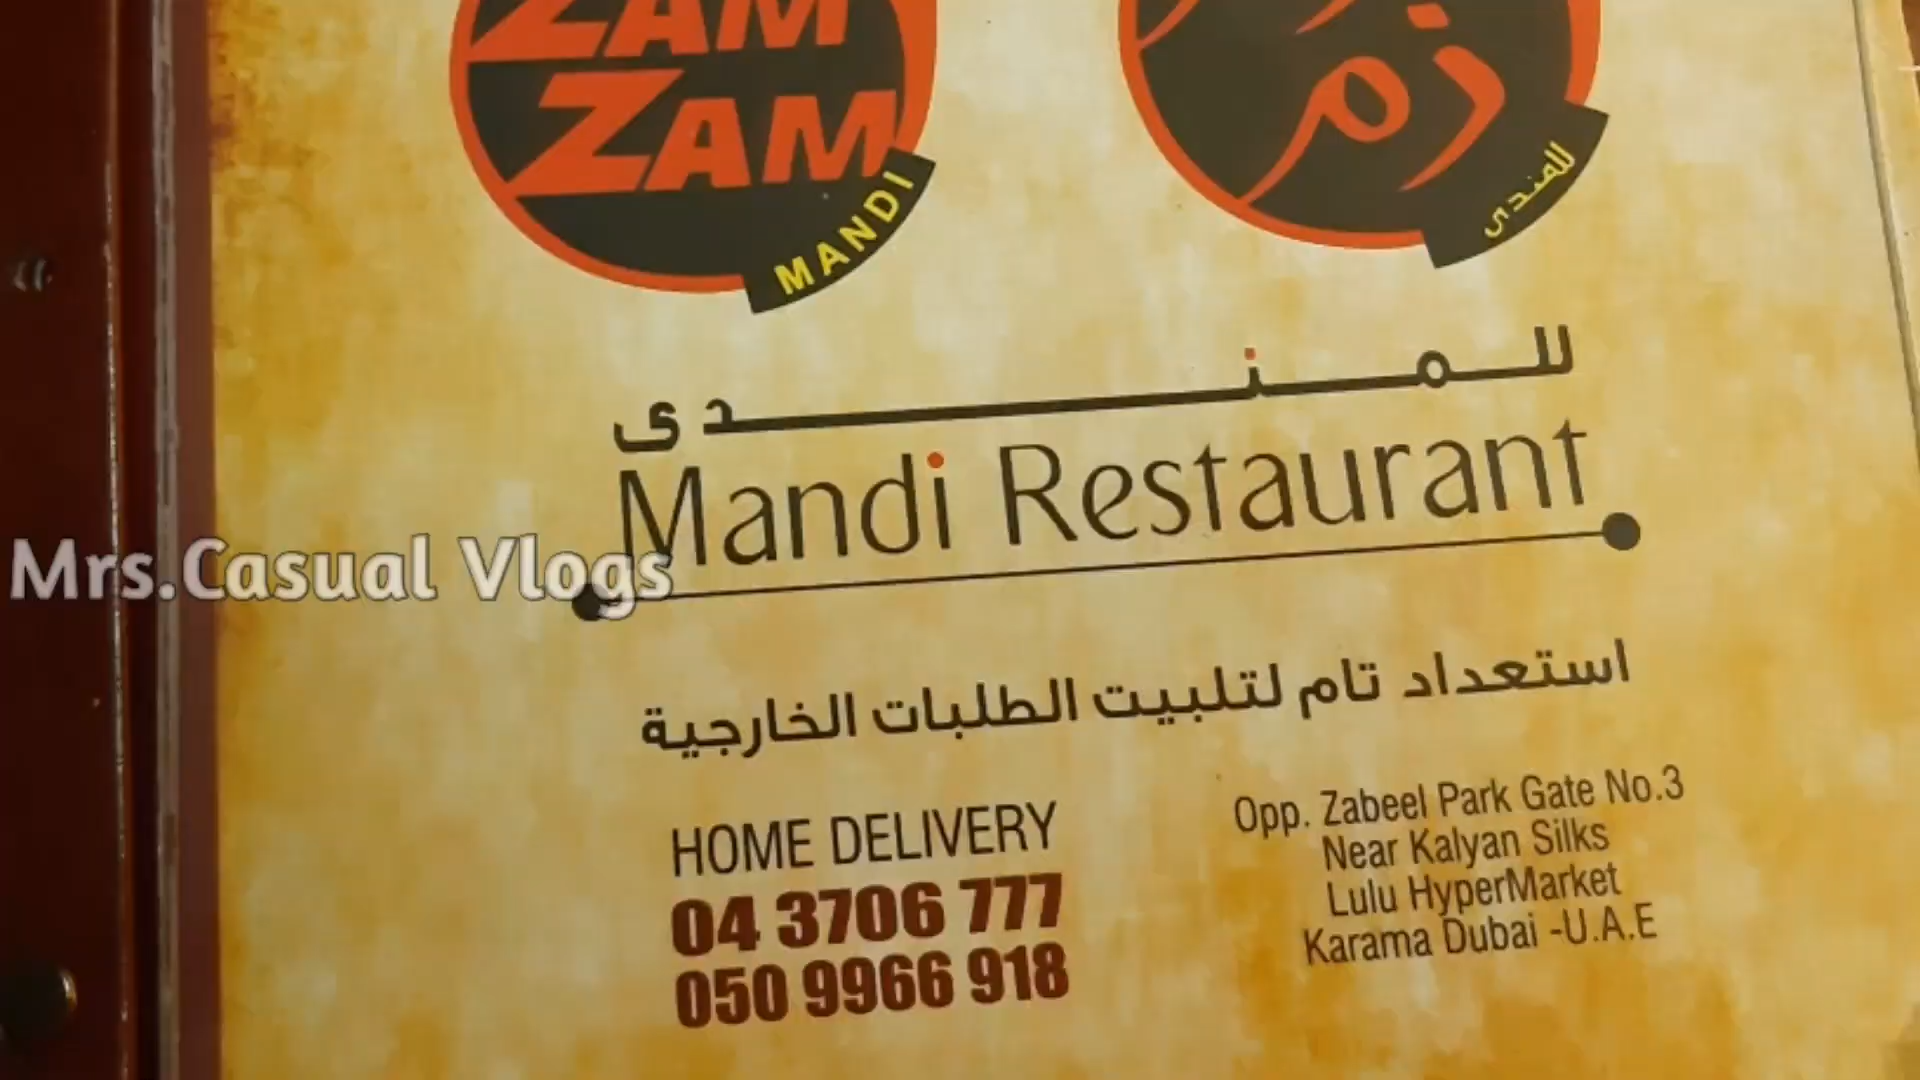 ZAM
ZAM
MANDI
زم
للمندى
للمندى
Mandi Restaurant
Mrs.Casual Vlogs
استعداد تام لتلبيت الطلبات الخارجية
HOME DELIVERY
04 3706 777
050 9966 918
Opp. Zabeel Park Gate No.3
Near Kalyan Silks
Lulu HyperMarket
Karama Dubai -U.A.E